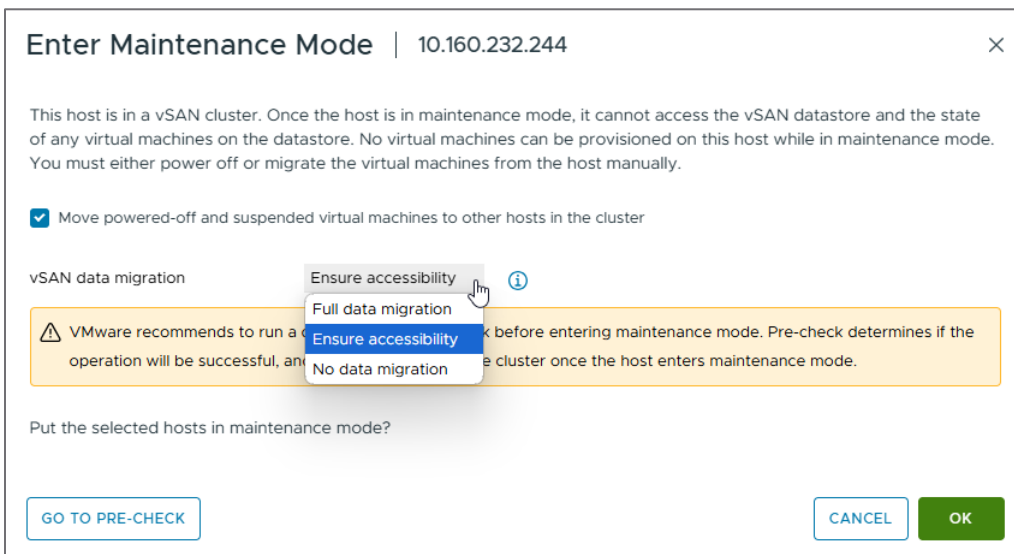 Enter Maintenance Mode | 10.160.232.244
This host is in a vSAN cluster. Once the host is in maintenance mode, it cannot access the vSAN datastore and the state
of any virtual machines on the datastore. No virtual machines can be provisioned on this host while in maintenance mode.
You must either power off or migrate the virtual machines from the host manually.
Move powered-off and suspended virtual machines to other hosts in the cluster
vSAN data migration Ensure accessibility
Full data migration
Ensure accessibility
No data migration
VMware recommends to run a before entering maintenance mode. Pre-check determines if the
operation will be successful, cluster once the host enters maintenance mode.
Put the selected hosts in maintenance mode?
GO TO PRE-CHECK CANCEL OK